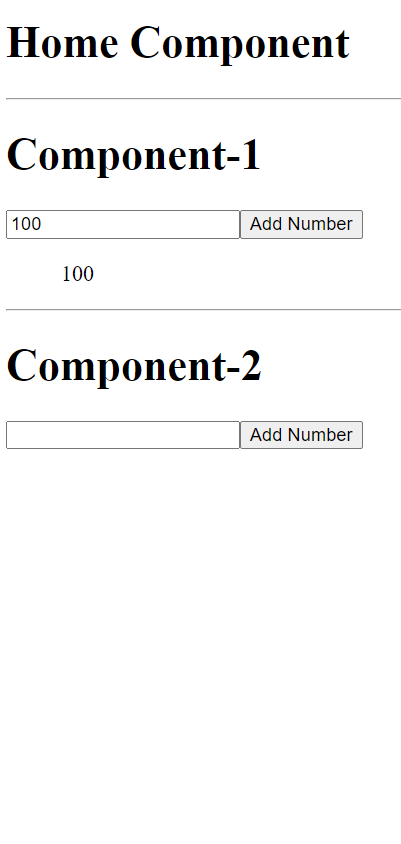 Home Component
Component-1
100 Add Number
100
Component-2
Add Number